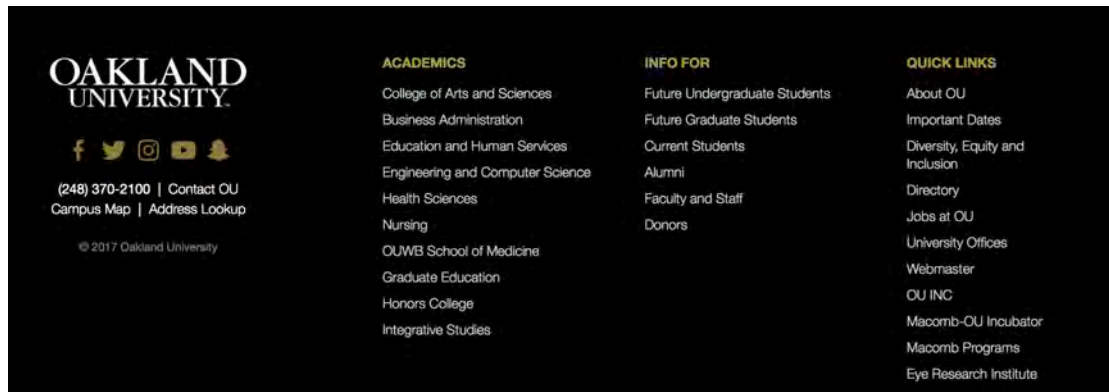 OAKLAND
UNIVERSITY™
(248) 370-2100 | Contact OU
Campus Map | Address Lookup
© 2017 Oakland University
ACADEMICS
College of Arts and Sciences
Business Administration
Education and Human Services
Engineering and Computer Science
Health Sciences
Nursing
OUWB School of Medicine
Graduate Education
Honors College
Integrative Studies
INFO FOR
Future Undergraduate Students
Future Graduate Students
Current Students
Alumni
Faculty and Staff
Donors
QUICK LINKS
About OU
Important Dates
Diversity, Equity and
Inclusion
Directory
Jobs at OU
University Offices
Webmaster
OU INC
Macomb-OU Incubator
Macomb Programs
Eye Research Institute